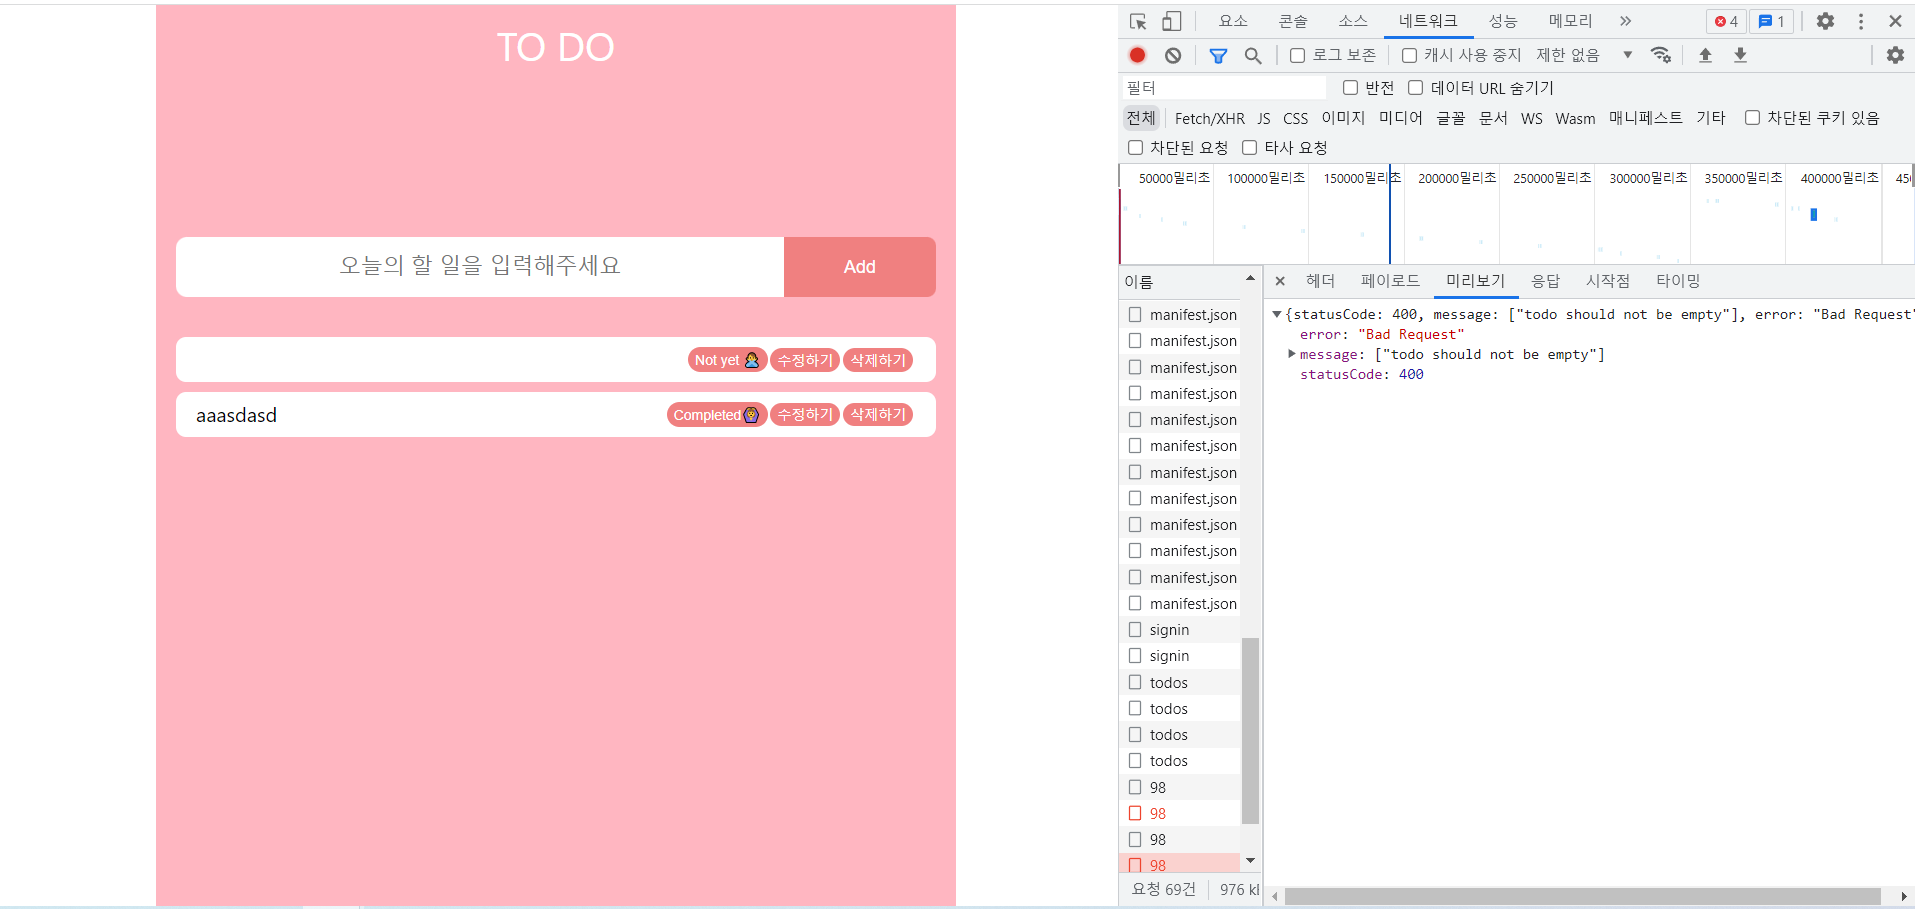 TO DO
오늘의 할 일을 입력해주세요
Add
Not yet 수정하기 삭제하기
aaasdasd
Completed 수정하기 삭제하기
요소 콘솔 소스 네트워크 성능 메모리 » 4 1
로그 보존 캐시 사용 중지 제한 없음
필터 반전 데이터 URL 숨기기
전체 Fetch/XHR JS CSS 이미지 미디어 글꼴 문서 WS Wasm 매니페스트 기타 차단된 쿠키 있음
차단된 요청 타사 요청
50000밀리초 100000밀리초 150000밀리초 200000밀리초 250000밀리초 300000밀리초 350000밀리초 400000밀리초 450
이름
manifest.json
manifest.json
manifest.json
manifest.json
manifest.json
manifest.json
manifest.json
manifest.json
manifest.json
manifest.json
manifest.json
manifest.json
signin
signin
todos
todos
todos
todos
98
98
98
98
요청 69건 976 kl
헤더 페이로드 미리보기 응답 시작점 타이밍
{statusCode: 400, message: ["todo should not be empty"], error: "Bad Request"
error: "Bad Request"
message: ["todo should not be empty"]
statusCode: 400